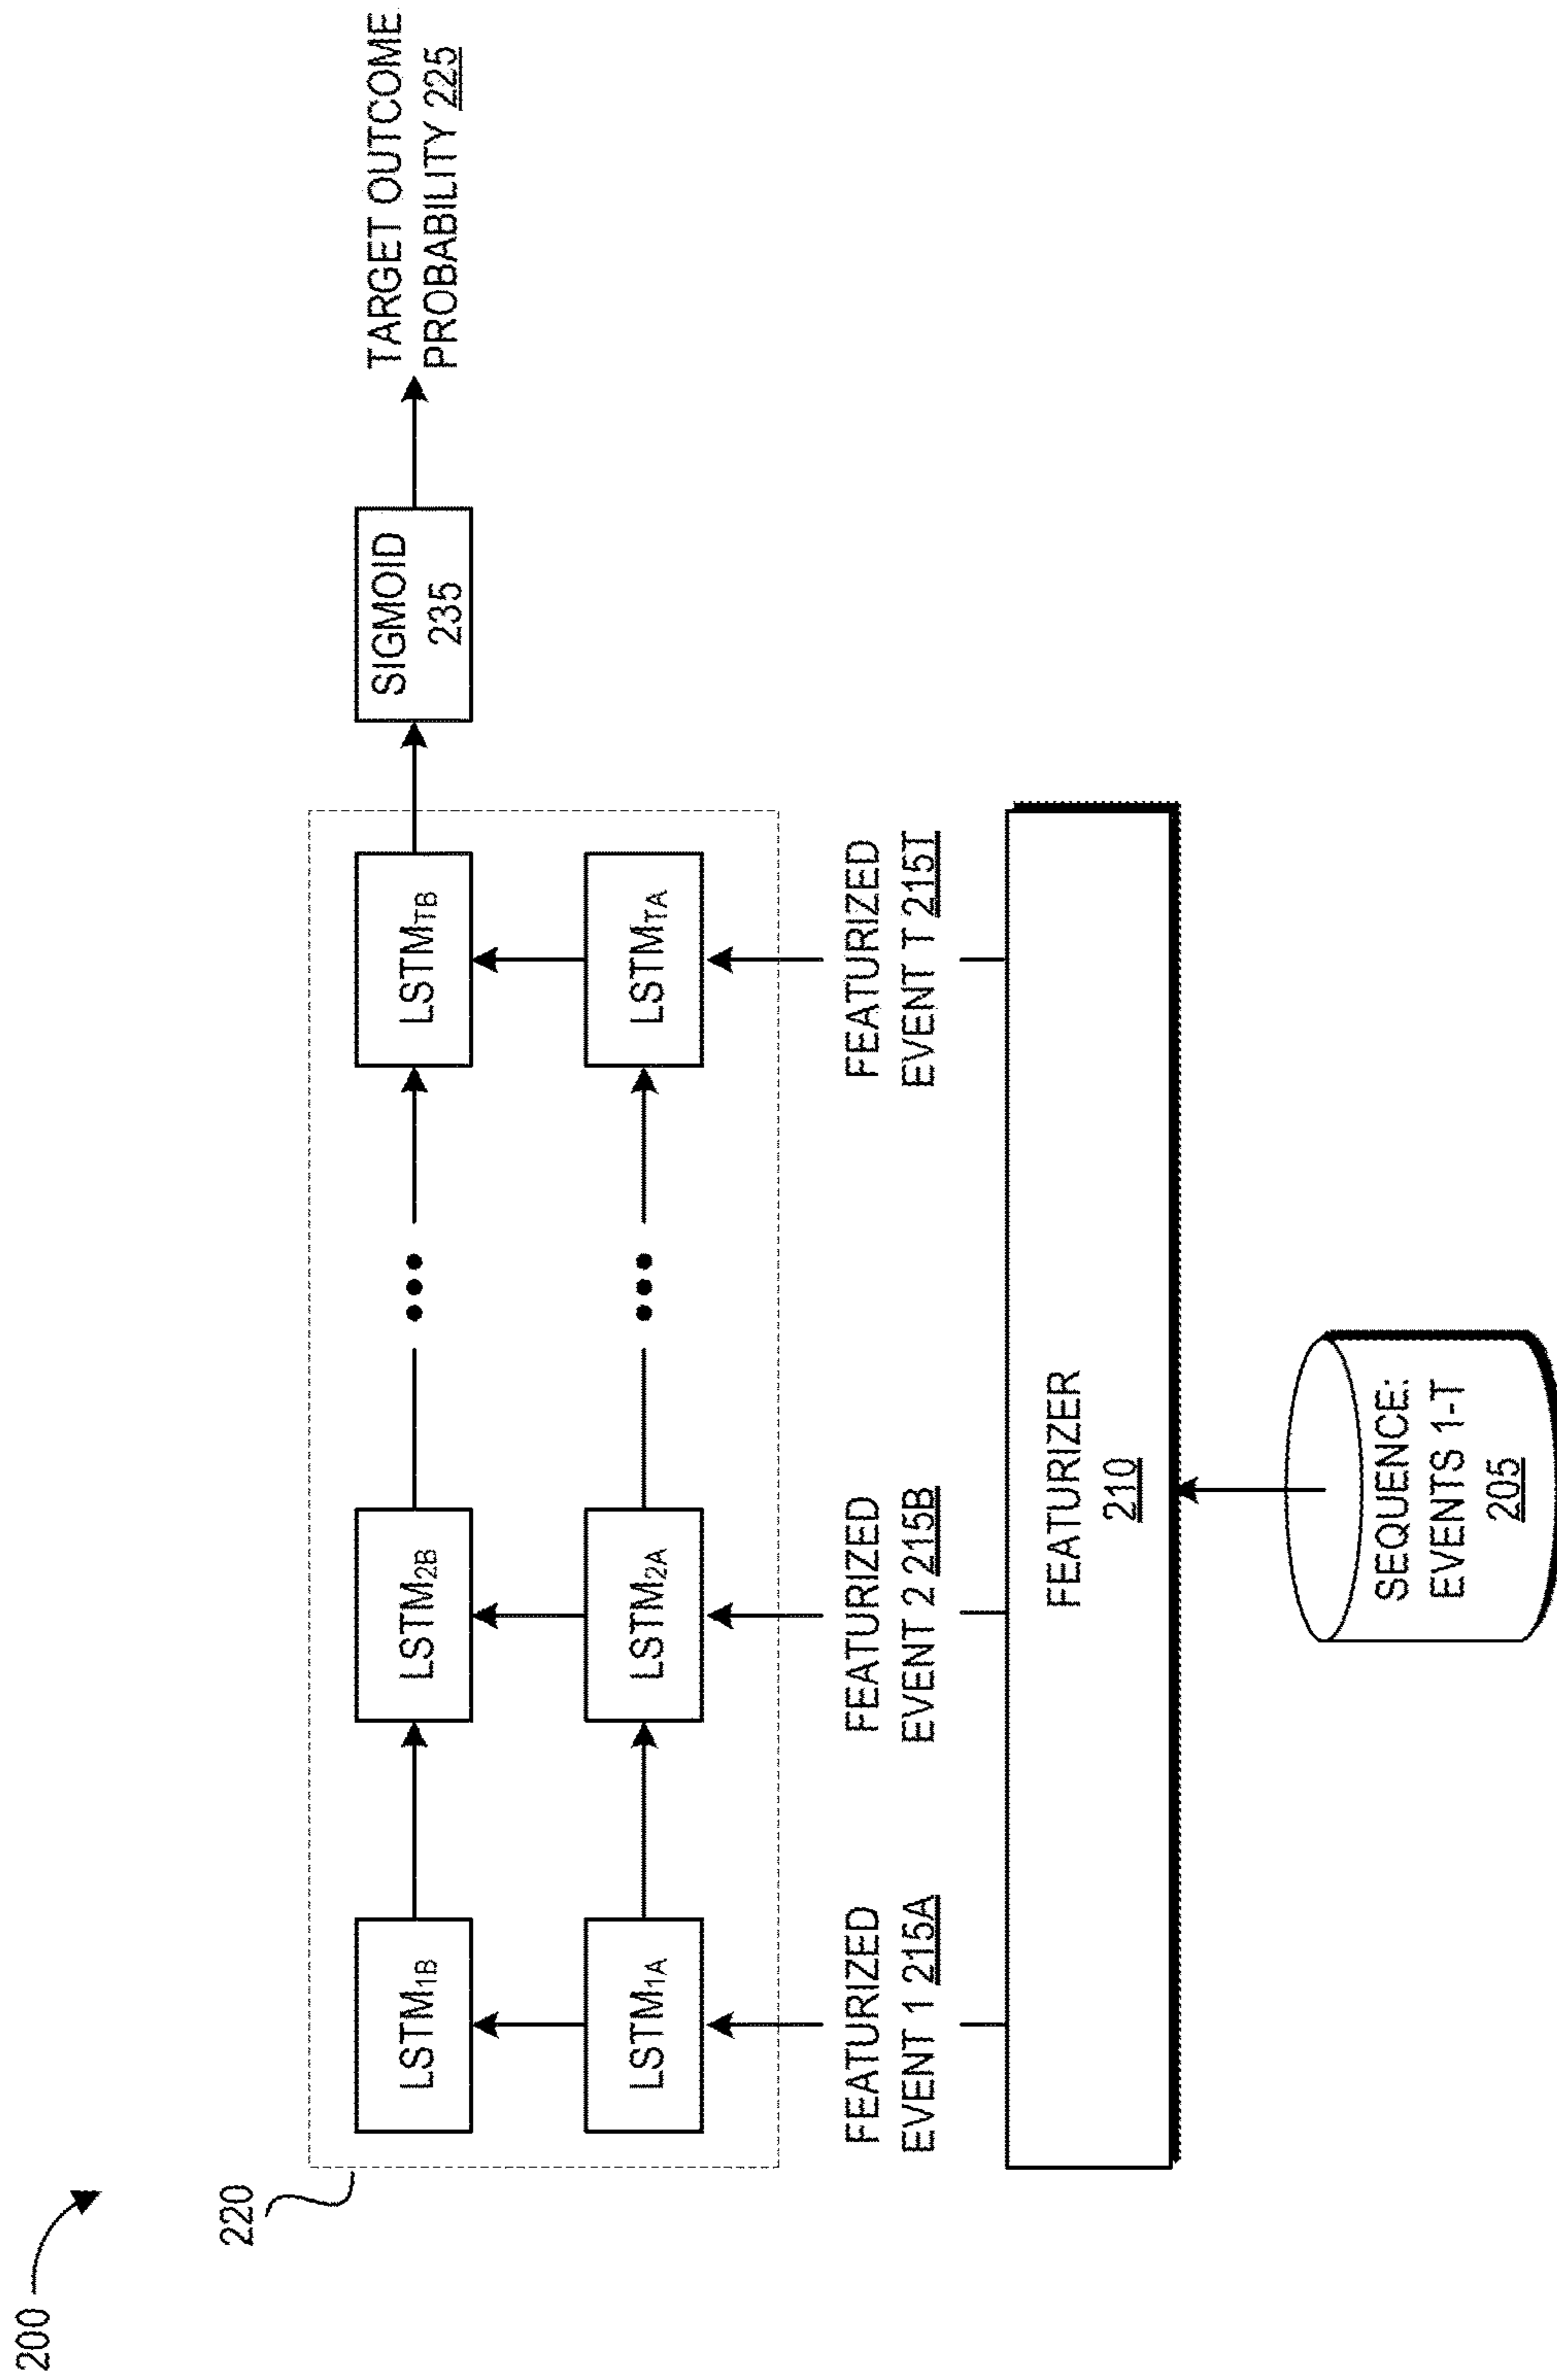 200
220
LSTM1B
LSTM2B
LSTMTB
SIGMOID
235
TARGET OUTCOME
PROBABILITY 225
LSTM1A
LSTM2A
LSTMTA
FEATURIZED
EVENT 1 215A
FEATURIZED
EVENT 2 215B
FEATURIZED
EVENT T 215T
FEATURIZER
210
SEQUENCE:
EVENTS 1-T
205